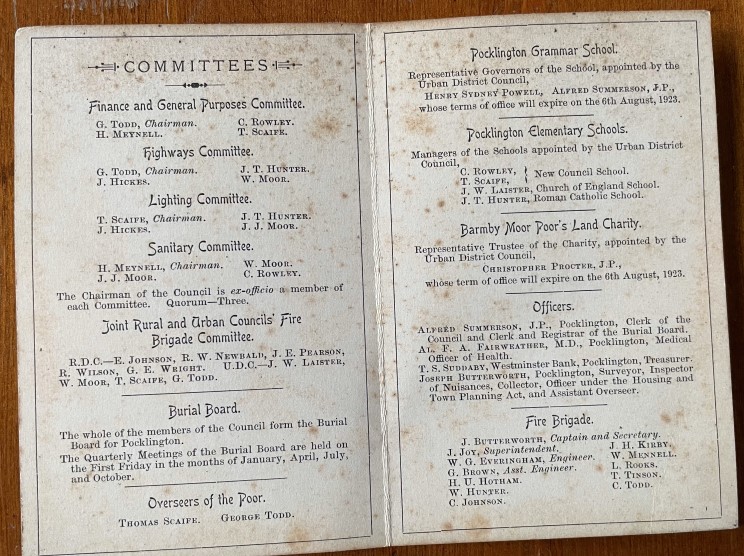 COMMITTEES
Finance and General Purposes Committee.
G. TODD, Chairman. C. ROWLEY.
H. MEYNELL. T. SCAIFE.
Highways Committee.
G. TODD, Chairman. J. T. HUNTER.
J. HICKES. W. MOOR.
Lighting Committee.
T. SCAIFE, Chairman. J. T. HUNTER.
J. HICKES. J. J. MOOR.
Sanitary Committee.
H. MEYNELL, Chairman. W. MOOR.
J. J. MOOR. C. ROWLEY.
The Chairman of the Council is ex-officio a member of
each Committee. Quorum—Three.
Joint Rural and Urban Councils' Fire
Brigade Committee.
R.D.C.—E. JOHNSON, R. W. NEWBALD, J. E. PEARSON,
R. WILSON, G. E. WRIGHT. U.D.C.—J. W. LAISTER,
W. MOOR, T. SCAIFE, G. TODD.
Burial Board.
The whole of the members of the Council form the Burial
Board for Pocklington.
The Quarterly Meetings of the Burial Board are held on
the First Friday in the months of January, April, July,
and October.
Overseers of the Poor.
THOMAS SCAIFE. GEORGE TODD.
Pocklington Grammar School.
Representative Governors of the School, appointed by the
Urban District Council,
HENRY SYDNEY POWELL, ALFRED SUMMERSON, J.P.,
whose terms of office will expire on the 6th August, 1923.
Pocklington Elementary Schools.
Managers of the Schools appointed by the Urban District
Council,
C. ROWLEY,
T. SCAIFE, } New Council School.
J. W. LAISTER, Church of England School.
J. T. HUNTER, Roman Catholic School.
Barmby Moor Poor's Land Charity.
Representative Trustee of the Charity, appointed by the
Urban District Council,
CHRISTOPHER PROCTER, J.P.,
whose term of office will expire on the 6th August, 1923.
Officers.
ALFRED SUMMERSON, J.P., Pocklington, Clerk of the
Council and Clerk and Registrar of the Burial Board.
AL. F. A. FAIRWEATHER, M.D., Pocklington, Medical
Officer of Health.
T. S. SUDDABY, Westminster Bank, Pocklington, Treasurer.
JOSEPH BUTTERWORTH, Pocklington, Surveyor, Inspector
of Nuisances, Collector, Officer under the Housing and
Town Planning Act, and Assistant Overseer.
Fire Brigade.
J. BUTTERWORTH, Captain and Secretary.
J. JOY, Superintendent. J. H. KIRBY.
W. G. EVERINGHAM, Engineer. W. MENNELL.
G. BROWN, Asst. Engineer. L. ROOKS.
H. U. HOTHAM. T. TINSON.
W. HUNTER. C. TODD.
C. JOHNSON.